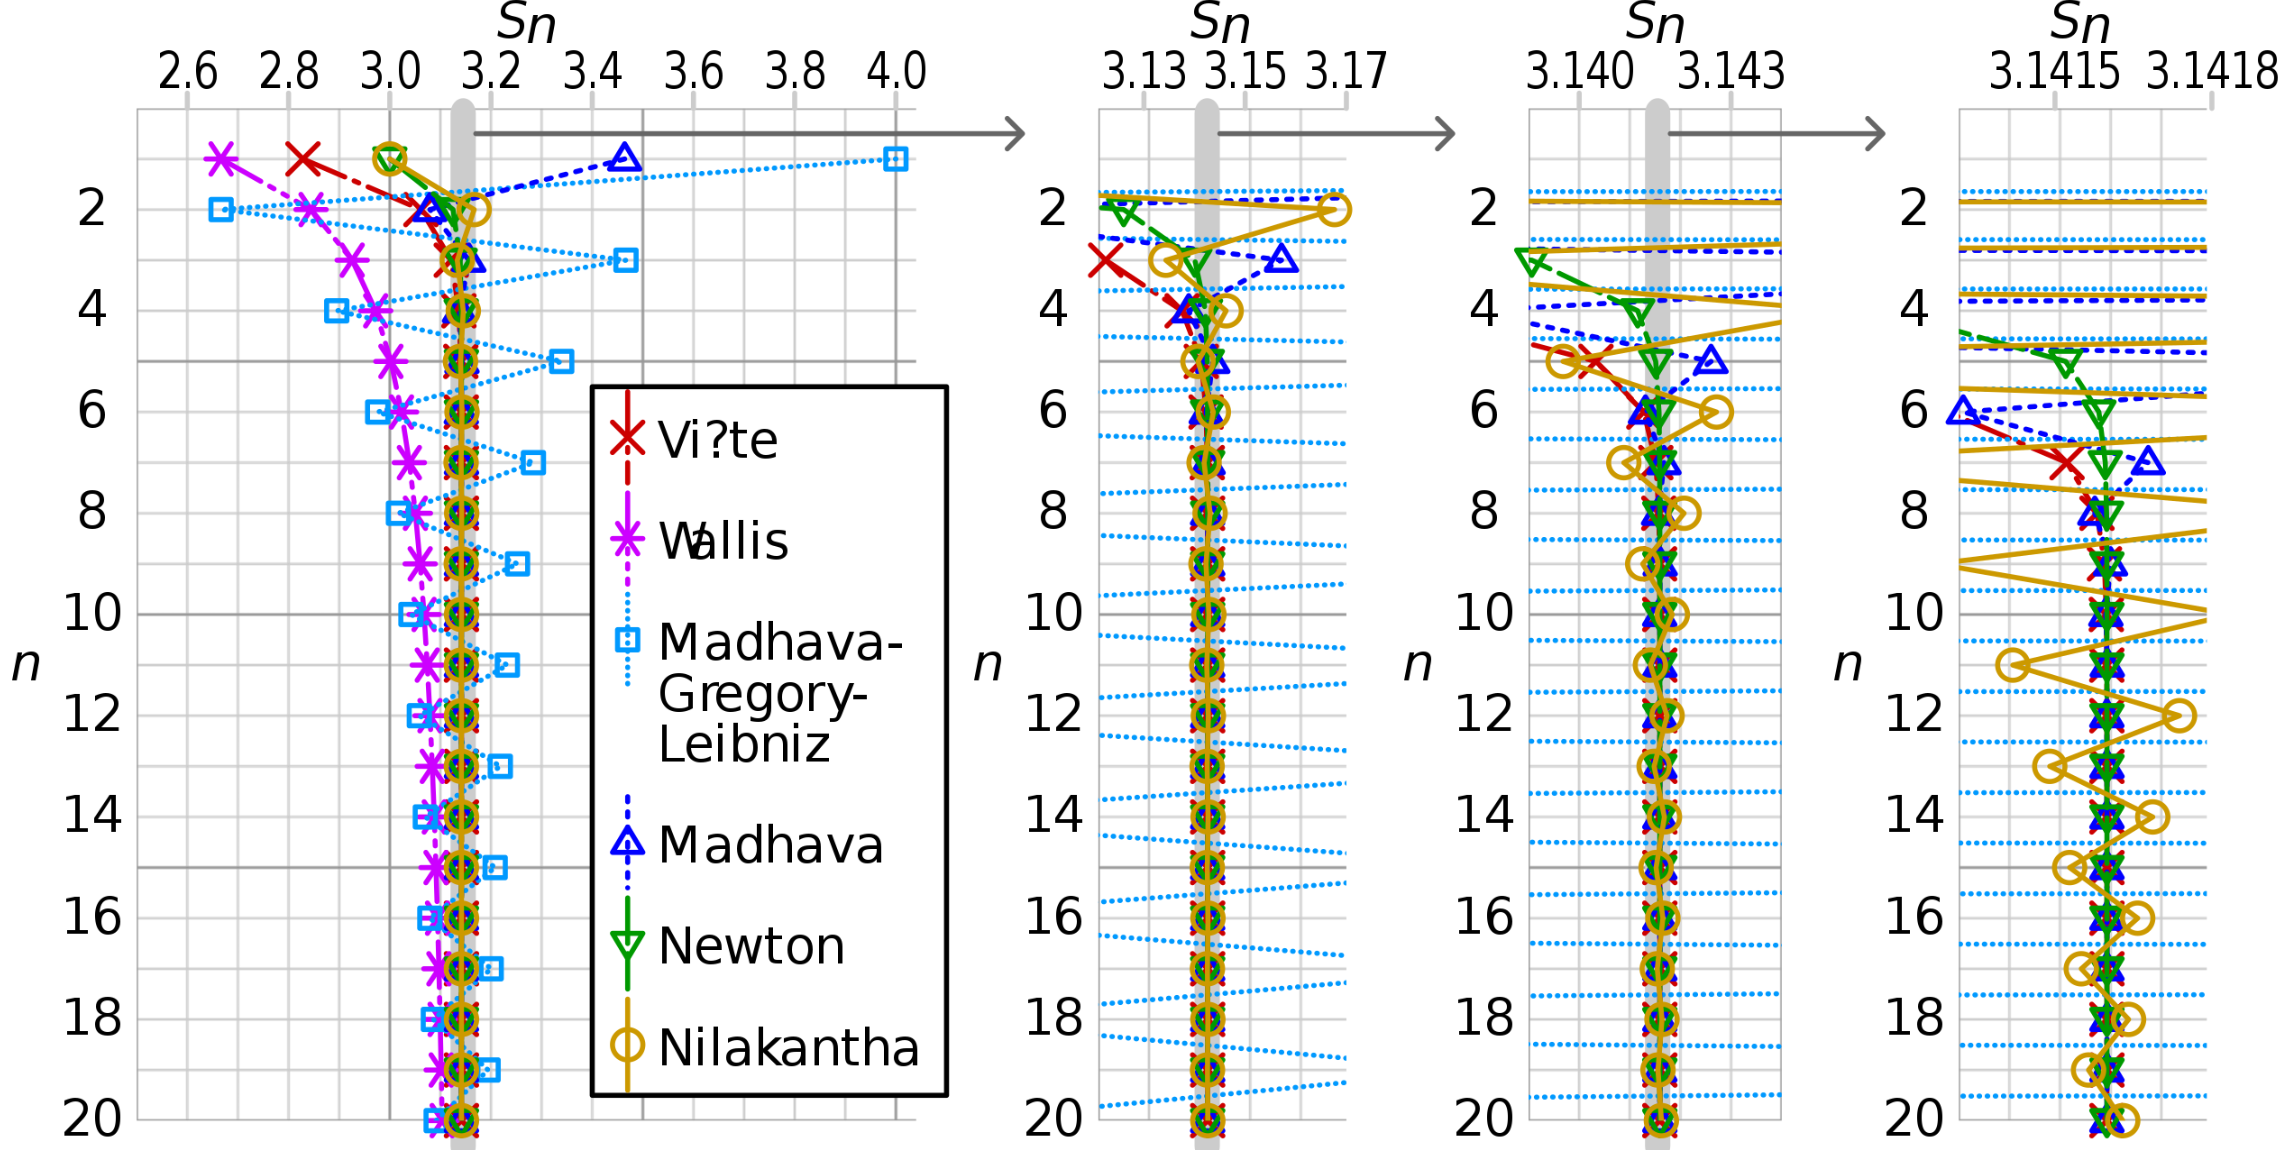 Sn Sn Sn Sn
2.6 2.8 3.0 3.2 3.4 3.6 3.8 4.0 3.13 3.15 3.17 3.140 3.143 3.1415 3.1418
2 2 2 2
4 4 4 4
6 6 6 6
Vi?te
8 8 8 8
Wallis
10 10 10 10
Madhava-
n n n n
Gregory-
12 12 12 12
Leibniz
14 14 14 14
Madhava
16 16 16 16
Newton
18 18 18 18
Nilakantha
20 20 20 20